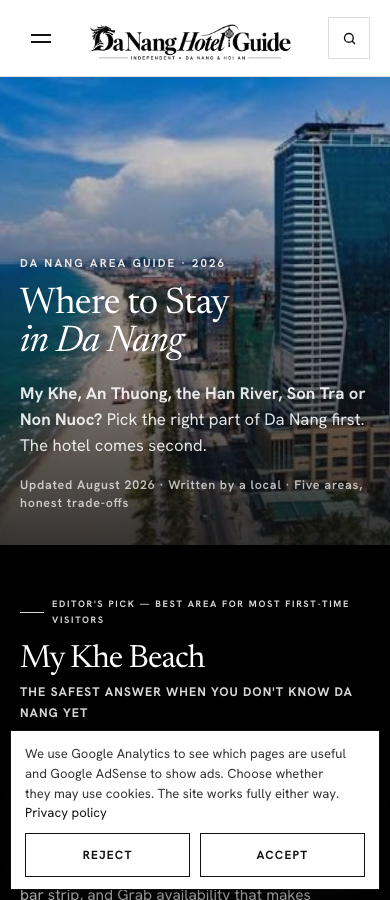 Da Nang Hotel Guide
INDEPENDENT • DA NANG & HOI AN
DA NANG AREA GUIDE · 2026
Where to Stay
in Da Nang
My Khe, An Thuong, the Han River, Son Tra or
Non Nuoc? Pick the right part of Da Nang first.
The hotel comes second.
Updated August 2026 · Written by a local · Five areas,
honest trade-offs
EDITOR'S PICK — BEST AREA FOR MOST FIRST-TIME
VISITORS
My Khe Beach
THE SAFEST ANSWER WHEN YOU DON'T KNOW DA
NANG YET
We use Google Analytics to see which pages are useful
and Google AdSense to show ads. Choose whether
they may use cookies. The site works fully either way.
Privacy policy
REJECT
ACCEPT
bar strip, and Grab availability that makes